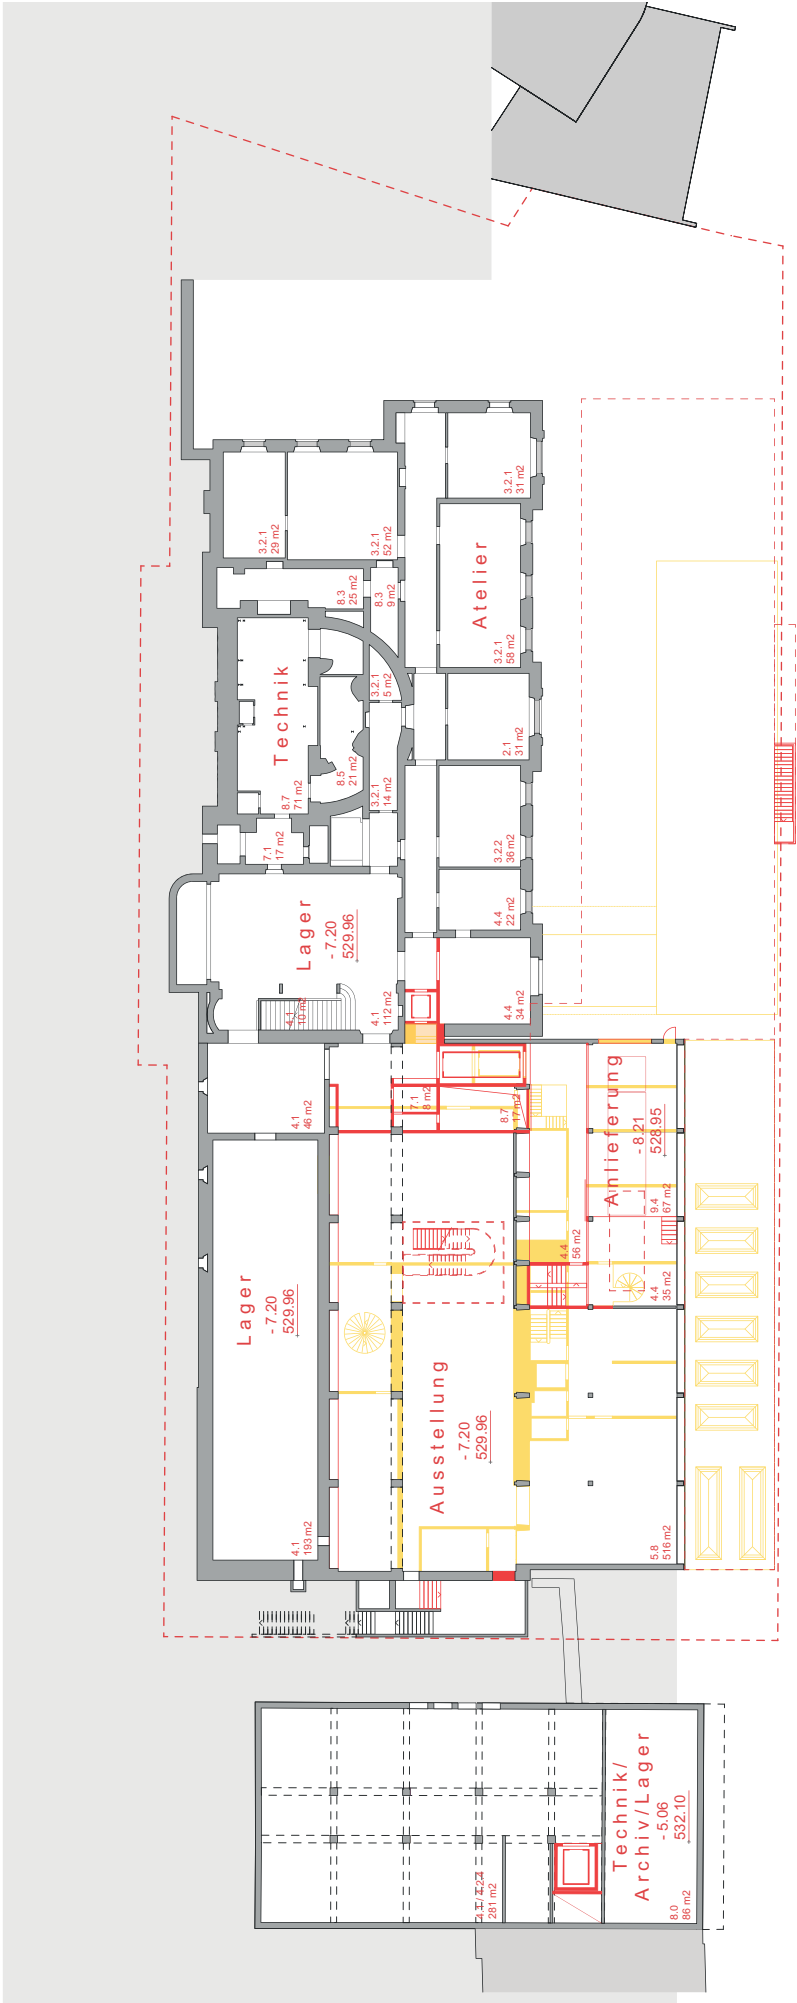 3.2.1
31 m2
3.2.1
29 m2
3.2.1
52 m2
8.3
25 m2
8.3
9 m2
Atelier
3.2.1
58 m2
Technik
8.7
71 m2
3.2.1
5 m2
8.5
21 m2
2.1
31 m2
3.2.1
14 m2
7.1
17 m2
3.2.2
36 m2
4.4
22 m2
Lager
- 7.20
529.96
4.1
10 m2
4.1
112 m2
4.4
34 m2
4.1
46 m2
7.1
8 m2
8.7
17 m2
Anlieferung
- 8.21
528.95
9.4
67 m2
4.4
56 m2
4.4
35 m2
Lager
- 7.20
529.96
4.1
193 m2
Ausstellung
- 7.20
529.96
5.8
516 m2
Technik/
Archiv/Lager
- 5.06
532.10
8.0
86 m2
281 m2